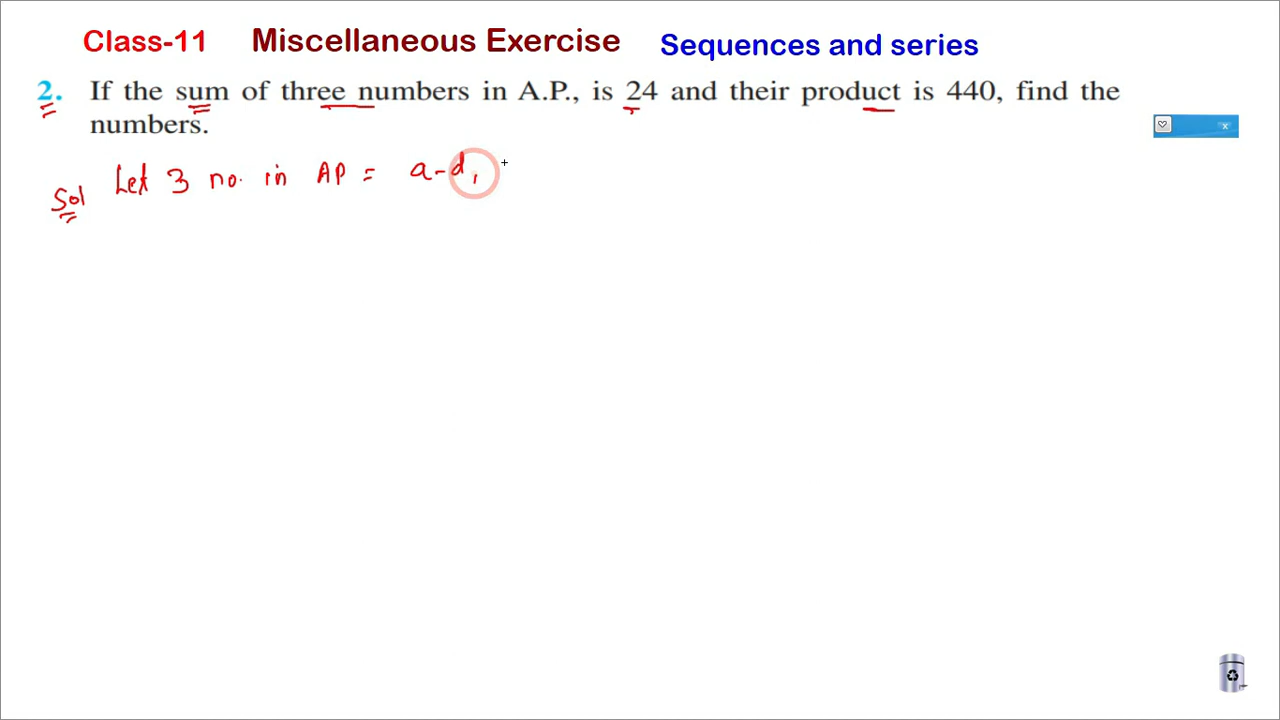 Class-11 Miscellaneous Exercise Sequences and series
2. If the sum of three numbers in A.P., is 24 and their product is 440, find the
numbers.
Sol Let 3 no. in AP = a-d,